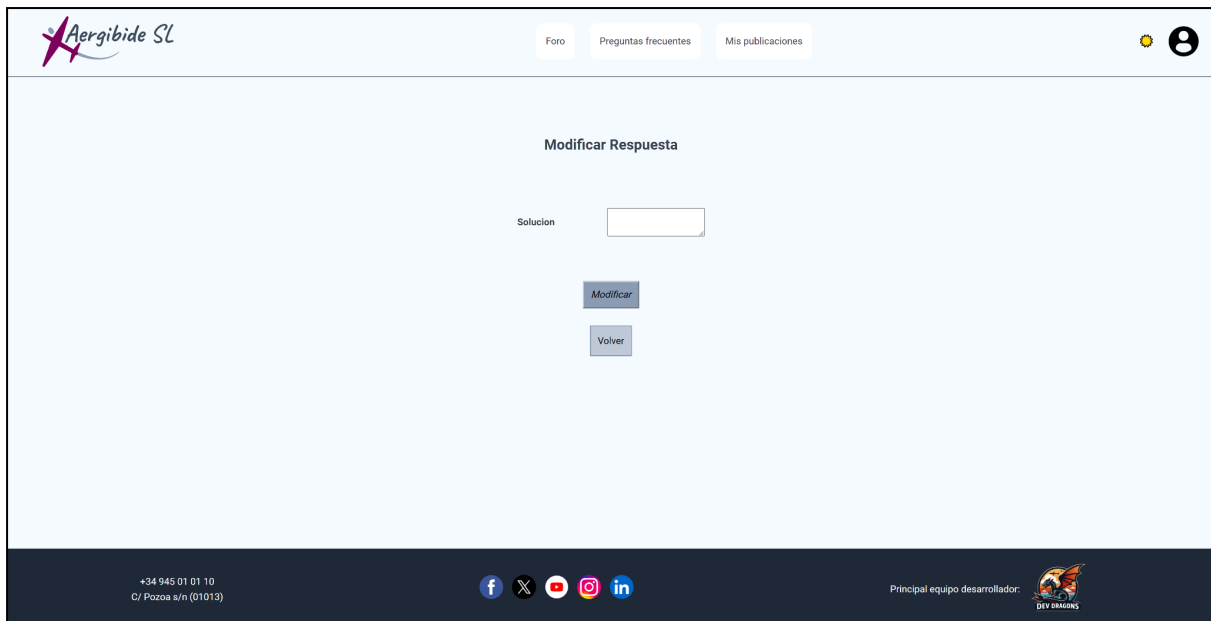 Aergibide SL
Foro
Preguntas frecuentes
Mis publicaciones
Modificar Respuesta
Solucion
Modificar
Volver
+34 945 01 01 10
C/ Pozoa s/n (01013)
Principal equipo desarrollador:
DEV DRAGONS